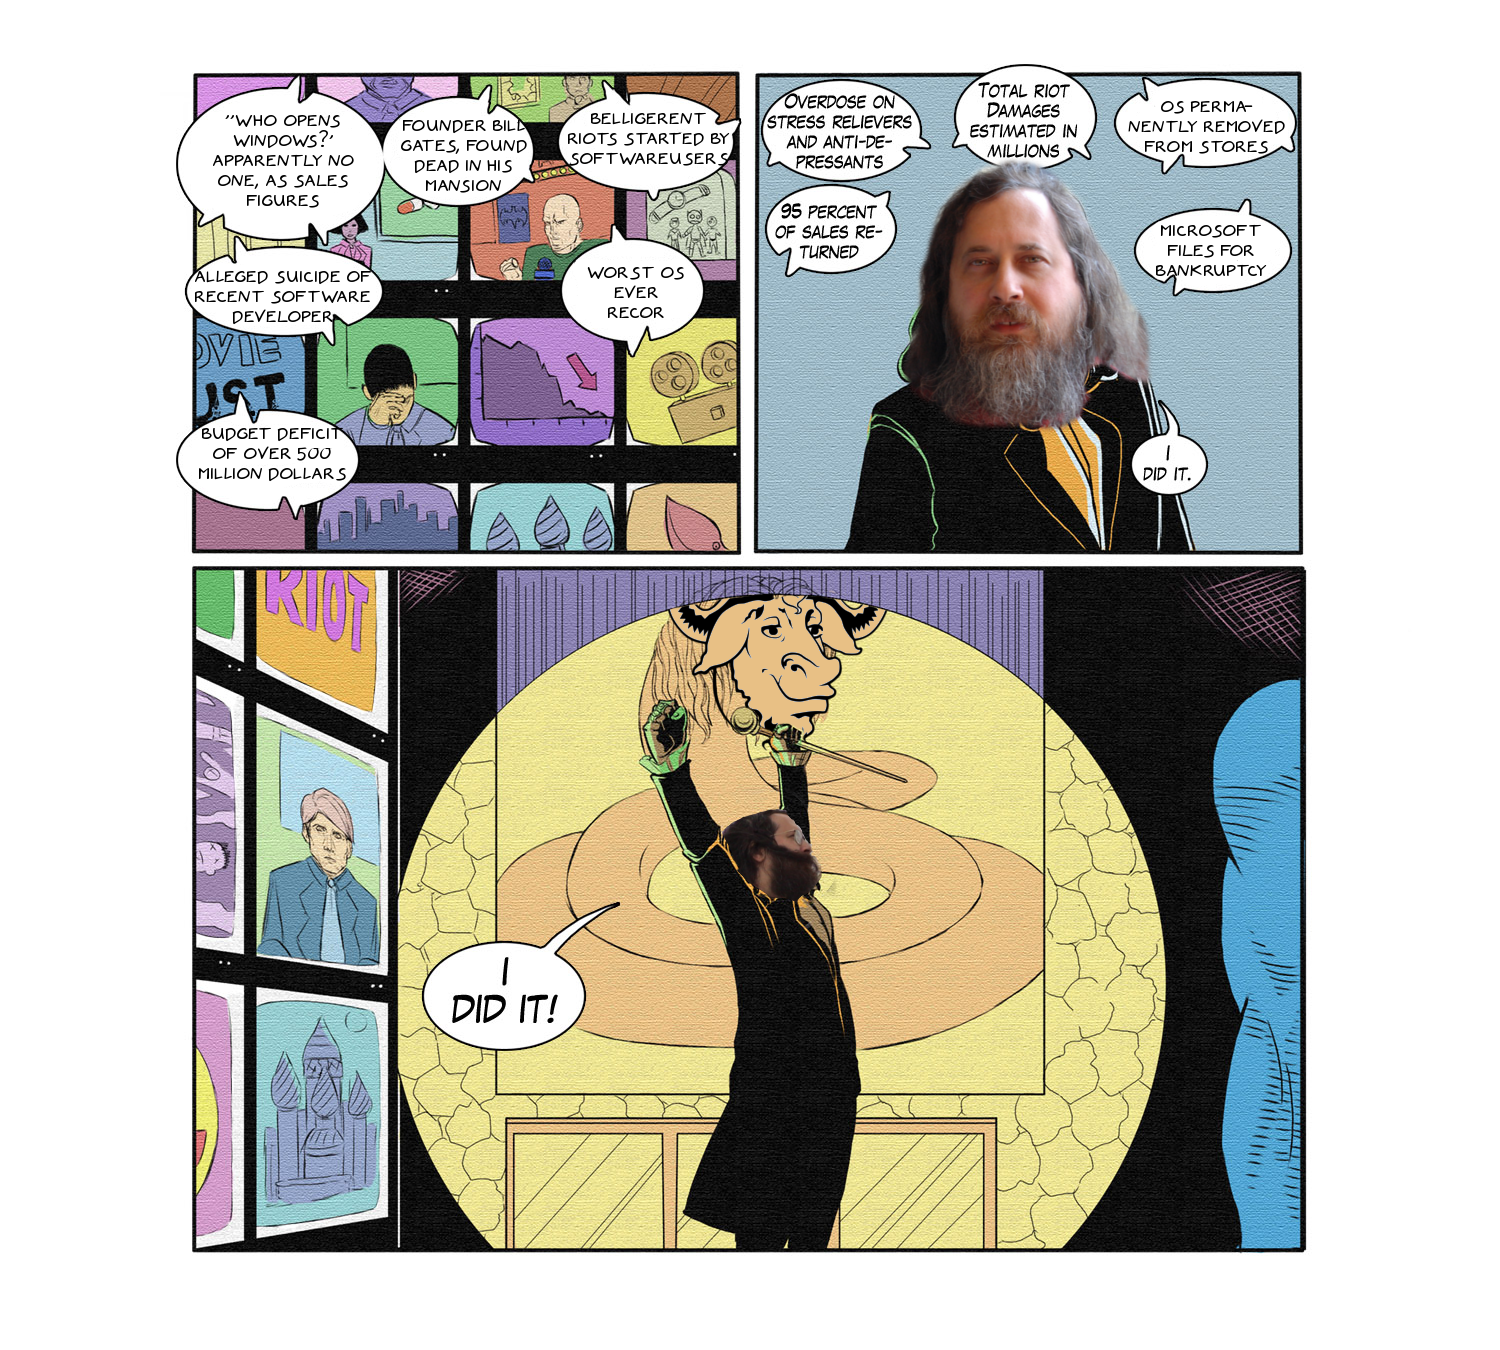 "WHO OPENS
WINDOWS?'
APPARENTLY NO
ONE, AS SALES
FIGURES
FOUNDER BILL
GATES, FOUND
DEAD IN HIS
MANSION
BELLIGERENT
RIOTS STARTED BY
SOFTWAREUSERS
ALLEGED SUICIDE OF
RECENT SOFTWARE
DEVELOPER
WORST OS
EVER
RECOR
OVIE
UST
BUDGET DEFICIT
OF OVER 500
MILLION DOLLARS
OVERDOSE ON
STRESS RELIEVERS
AND ANTI-DE-
PRESSANTS
TOTAL RIOT
DAMAGES
ESTIMATED IN
MILLIONS
OS PERMA-
NENTLY REMOVED
FROM STORES
95 PERCENT
OF SALES RE-
TURNED
MICROSOFT
FILES FOR
BANKRUPTCY
I
DID IT.
RIOT
I
DID IT!